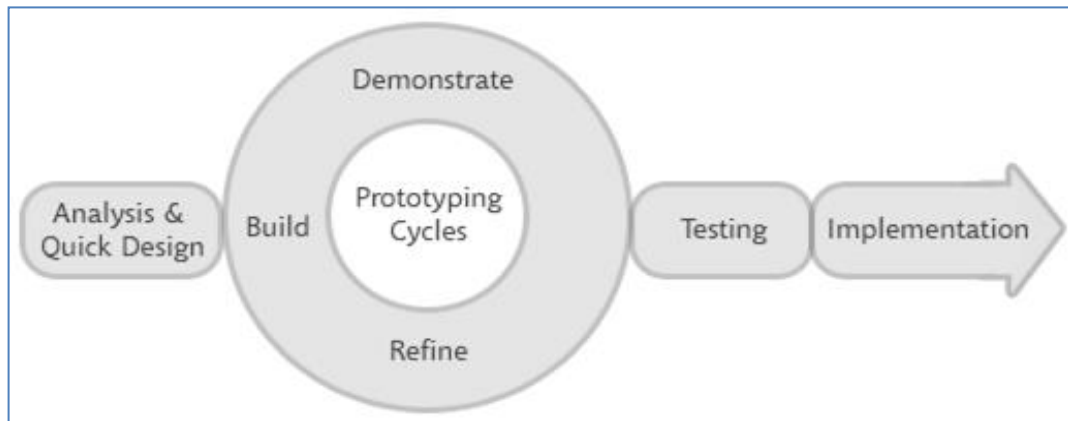 Analysis &
Quick Design
Build
Demonstrate
Prototyping
Cycles
Refine
Testing
Implementation